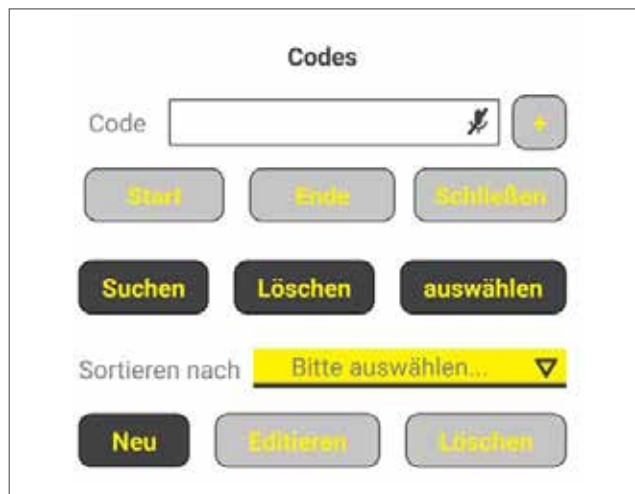 Codes
Code +
Start Ende Schließen
Suchen Löschen auswählen
Sortieren nach Bitte auswählen...
Neu Editieren Löschen